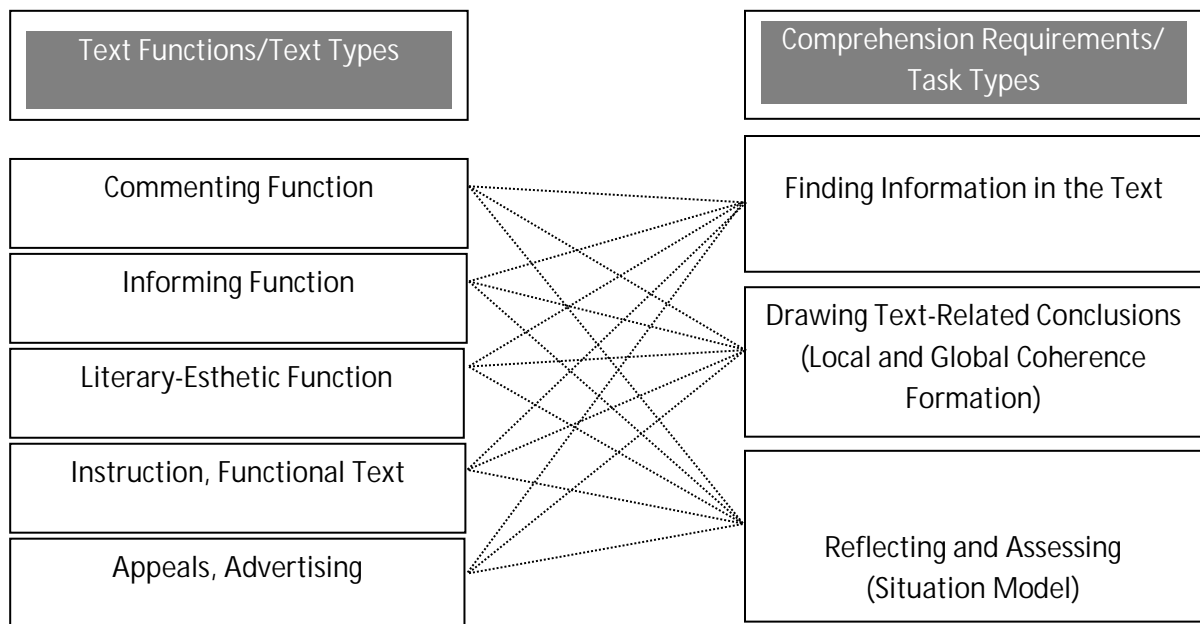 Text Functions/Text Types
Commenting Function
Informing Function
Literary-Esthetic Function
Instruction, Functional Text
Appeals, Advertising
Comprehension Requirements/
Task Types
Finding Information in the Text
Drawing Text-Related Conclusions
(Local and Global Coherence
Formation)
Reflecting and Assessing
(Situation Model)